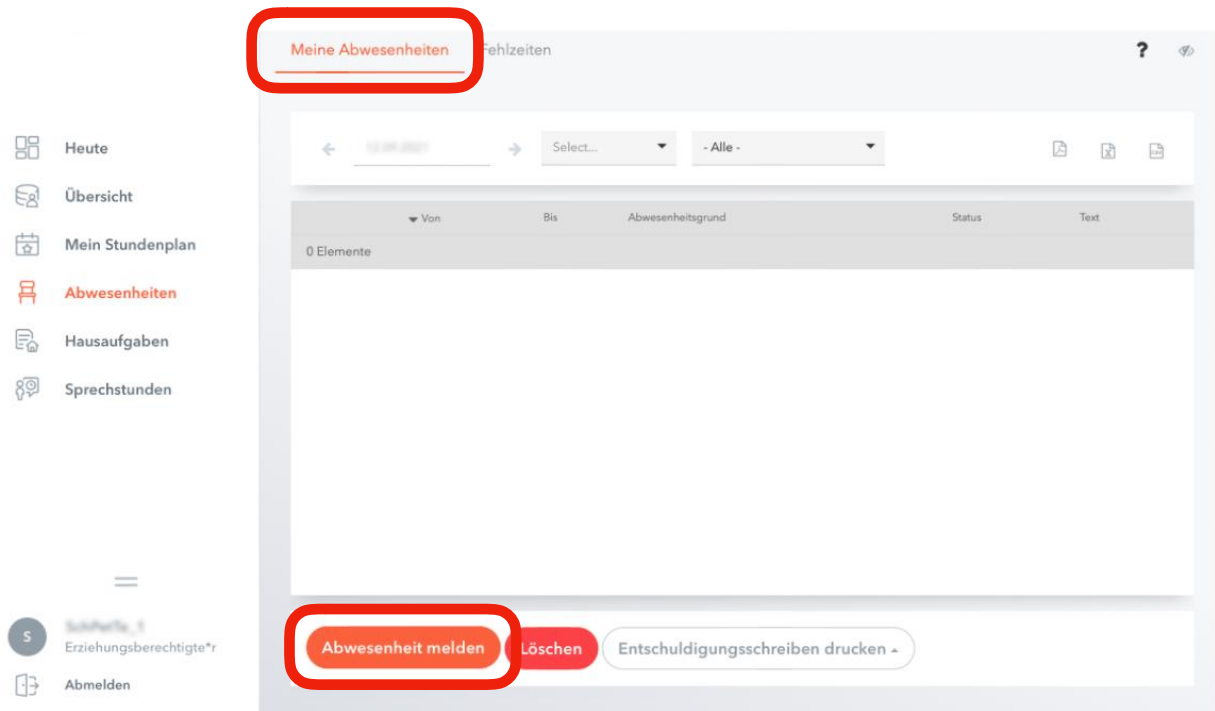 Meine Abwesenheiten
Fehlzeiten
?
Heute
Übersicht
Mein Stundenplan
Abwesenheiten
Hausaufgaben
Sprechstunden
Select...
- Alle -
Von Bis Abwesenheitsgrund Status Text
0 Elemente
S
Erziehungsberechtigte*r
Abmelden
Abwesenheit melden
Löschen
Entschuldigungsschreiben drucken